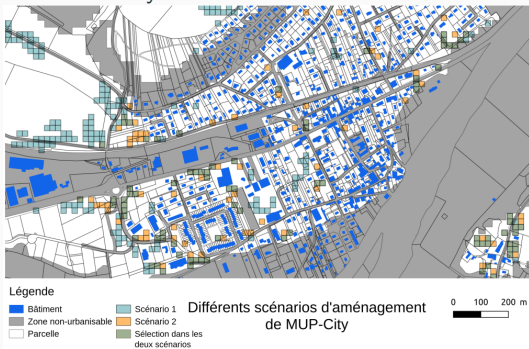 Légende
Bâtiment
Zone non-urbanisable
Parcelle
Scénario 1
Scénario 2
Sélection dans les
deux scénarios
Différents scénarios d'aménagement
de MUP-City
0 100 200 m